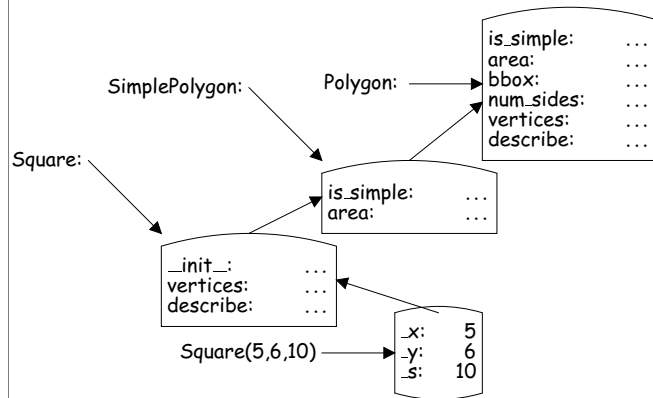 is_simple: ...
area: ...
bbox: ...
num_sides: ...
vertices: ...
describe: ...
Polygon:
SimplePolygon:
Square:
is_simple: ...
area: ...
__init__: ...
vertices: ...
describe: ...
Square(5,6,10)
_x: 5
_y: 6
_s: 10